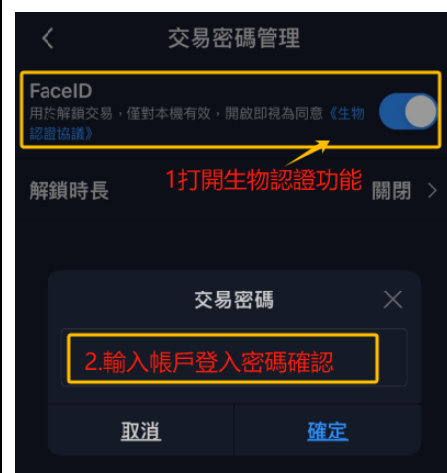 交易密碼管理
FaceID
用於解鎖交易，僅對本機有效，開啟即視為同意《生物
認證協議》
1打開生物認證功能
解鎖時長
關閉
交易密碼
2.輸入帳戶登入密碼確認
取消
確定